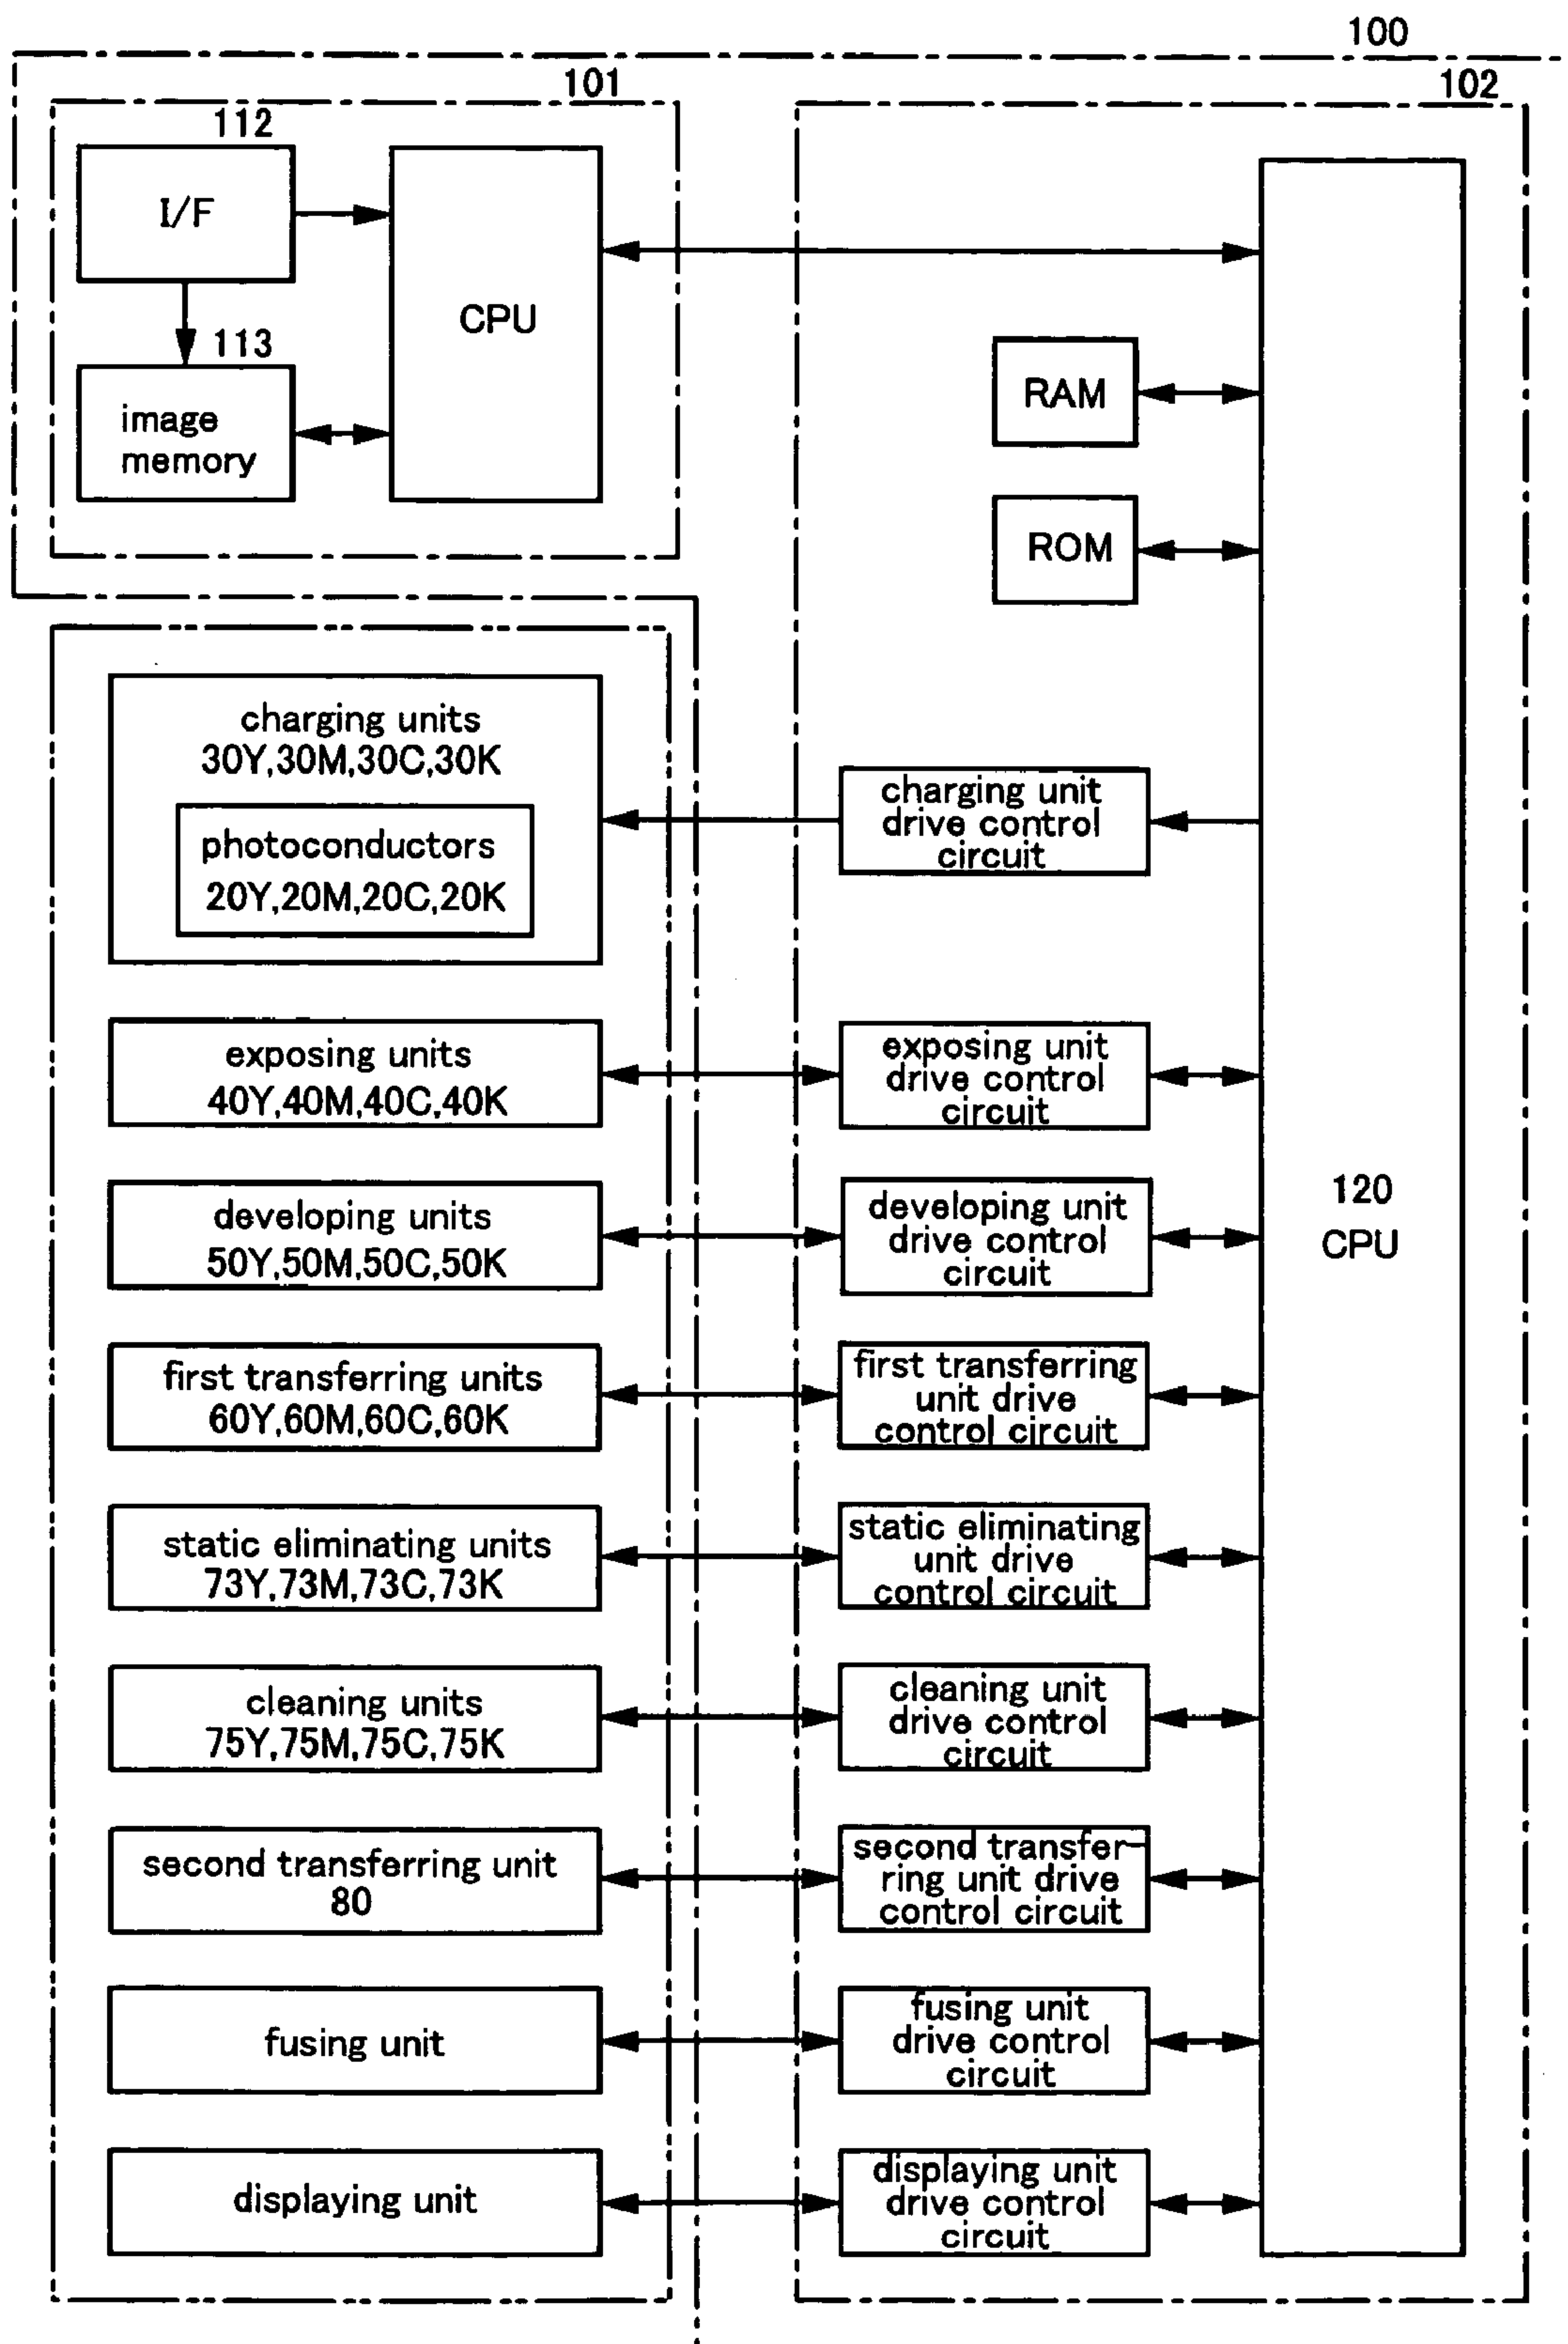 100
101
102
112
I/F
CPU
113
image
memory
RAM
ROM
charging units
30Y,30M,30C,30K
photoconductors
20Y,20M,20C,20K
charging unit
drive control
circuit
exposing units
40Y,40M,40C,40K
exposing unit
drive control
circuit
developing units
50Y,50M,50C,50K
developing unit
drive control
circuit
120
CPU
first transferring units
60Y,60M,60C,60K
first transferring
unit drive
control circuit
static eliminating units
73Y,73M,73C,73K
static eliminating
unit drive
control circuit
cleaning units
75Y,75M,75C,75K
cleaning unit
drive control
circuit
second transferring unit
80
second transfer-
ring unit drive
control circuit
fusing unit
fusing unit
drive control
circuit
displaying unit
displaying unit
drive control
circuit